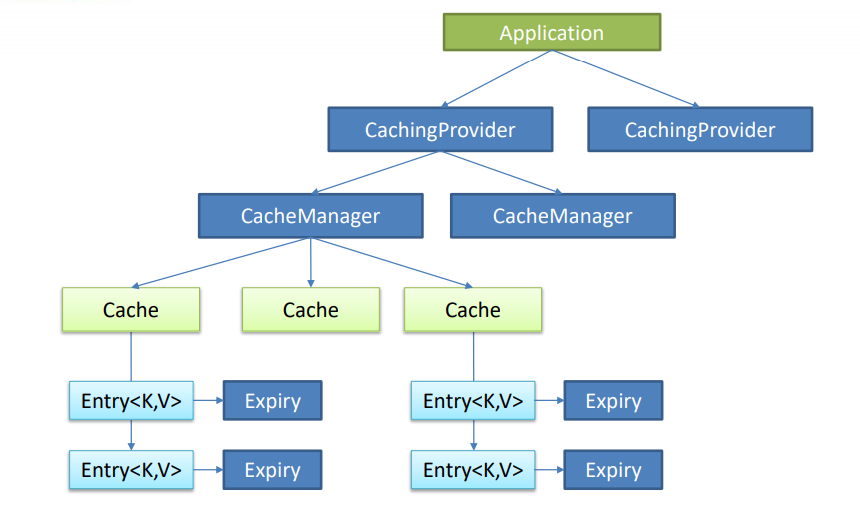 Application
CachingProvider
CachingProvider
CacheManager
CacheManager
Cache
Cache
Cache
Entry<K,V>
Expiry
Entry<K,V>
Expiry
Entry<K,V>
Expiry
Entry<K,V>
Expiry